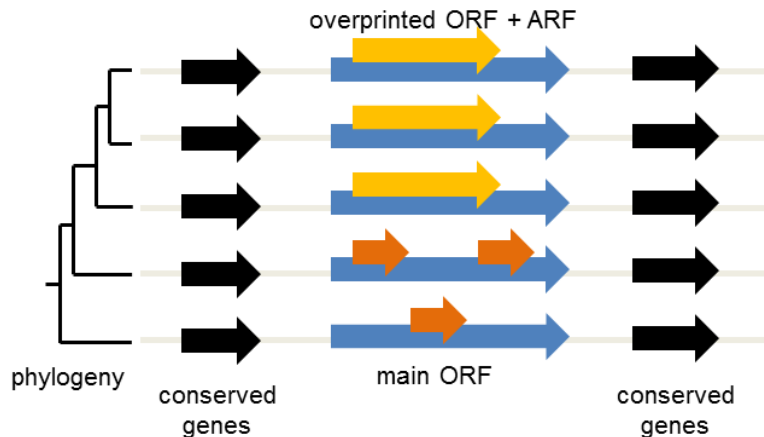 overprinted ORF + ARF
phylogeny
conserved
genes
main ORF
conserved
genes